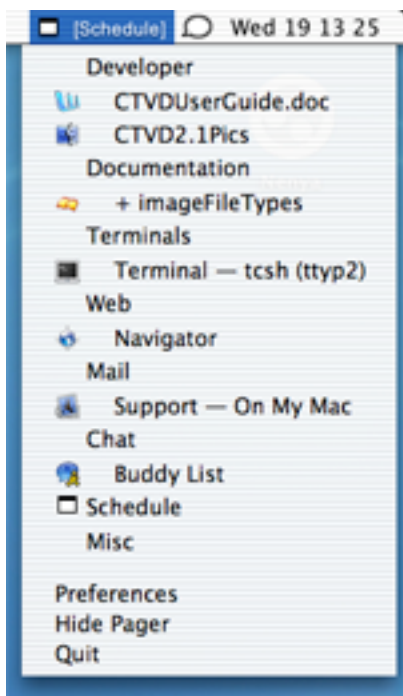 [Schedule] Wed 19 13 25
Developer
CTVDUserGuide.doc
CTVD2.1Pics
Documentation
+ imageFileTypes
Terminals
Terminal — tcsh (ttyp2)
Web
Navigator
Mail
Support — On My Mac
Chat
Buddy List
Schedule
Misc
Preferences
Hide Pager
Quit